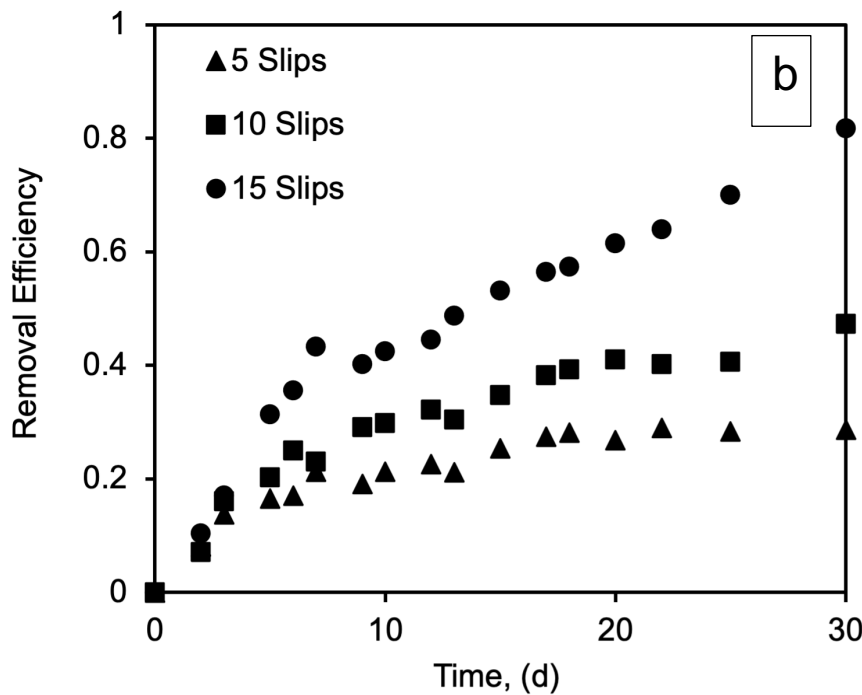 1
b
5 Slips
10 Slips
15 Slips
0.8
0.6
0.4
0.2
0
Removal Efficiency
0 10 20 30
Time, (d)